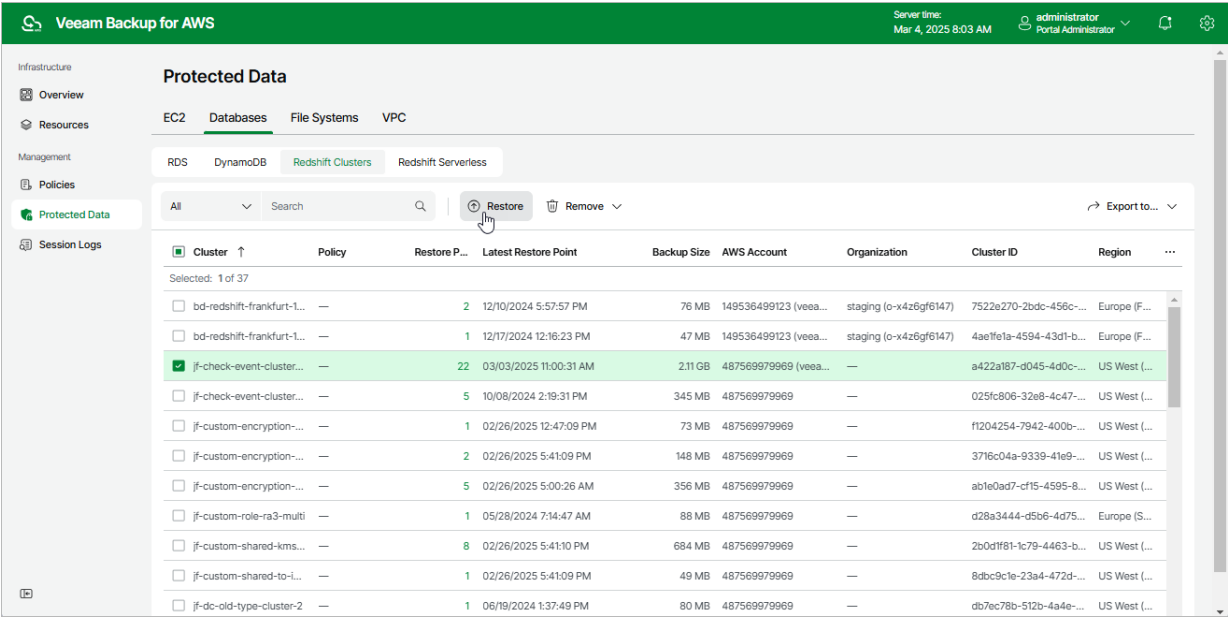 Veeam Backup for AWS
Server time:
Mar 4, 2025 8:03 AM
administrator
Portal Administrator
Infrastructure
Overview
Resources
Management
Policies
Protected Data
Session Logs
Protected Data
EC2 Databases File Systems VPC
RDS DynamoDB Redshift Clusters Redshift Serverless
All Search Restore Remove Export to...
Cluster ↑ Policy Restore P... Latest Restore Point Backup Size AWS Account Organization Cluster ID Region ...
Selected: 1 of 37
bd-redshift-frankfurt-1... — 2 12/10/2024 5:57:57 PM 76 MB 149536499123 (veea... staging (o-x4z6gf6147) 7522e270-2bdc-456c-... Europe (F...
bd-redshift-frankfurt-1... — 1 12/17/2024 12:16:23 PM 47 MB 149536499123 (veea... staging (o-x4z6gf6147) 4ae1fe1a-4594-43d1-b... Europe (F...
jf-check-event-cluster... — 22 03/03/2025 11:00:31 AM 2.11 GB 487569979969 (veea... — a422a187-d045-4d0c-... US West (...
jf-check-event-cluster... — 5 10/08/2024 2:19:31 PM 345 MB 487569979969 — 025fc806-32e8-4c47-... US West (...
jf-custom-encryption-... — 1 02/26/2025 12:47:09 PM 73 MB 487569979969 — f1204254-7942-400b-... US West (...
jf-custom-encryption-... — 2 02/26/2025 5:41:09 PM 148 MB 487569979969 — 3716c04a-9339-41e9-... US West (...
jf-custom-encryption-... — 5 02/26/2025 5:00:26 AM 356 MB 487569979969 — ab1e0ad7-cf15-4595-8... US West (...
jf-custom-role-ra3-multi — 1 05/28/2024 7:14:47 AM 88 MB 487569979969 — d28a3444-d5b6-4d75... Europe (S...
jf-custom-shared-kms... — 8 02/26/2025 5:41:10 PM 684 MB 487569979969 — 2b0d1f81-1c79-4463-b... US West (...
jf-custom-shared-to-i... — 1 02/26/2025 5:41:09 PM 49 MB 487569979969 — 8dbc9c1e-23a4-472d-... US West (...
jf-dc-old-type-cluster-2 — 1 06/19/2024 1:37:49 PM 80 MB 487569979969 — db7ec78b-512b-4a4e-... US West (...